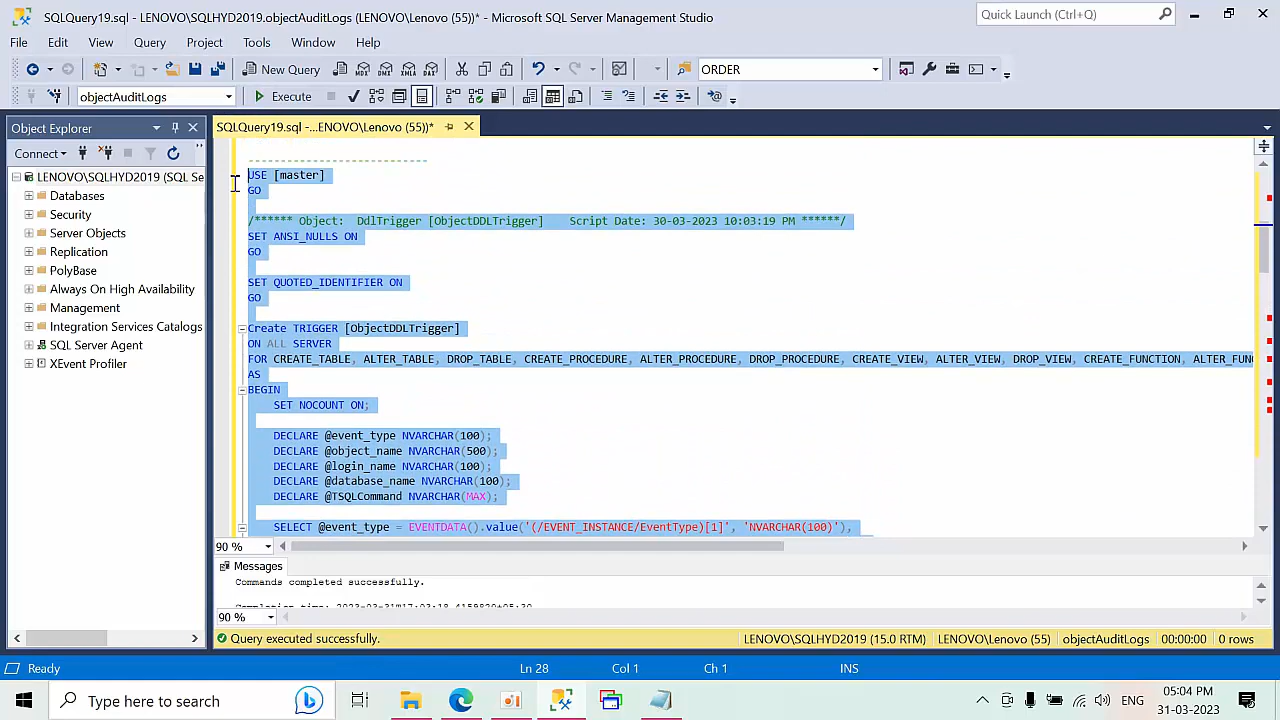 SQLQuery19.sql - LENOVO\SQLHYD2019.objectAuditLogs (LENOVO\Lenovo (55))* - Microsoft SQL Server Management Studio
Quick Launch (Ctrl+Q)
File Edit View Query Project Tools Window Help
New Query MDX DMX XMLA DAX ORDER
objectAuditLogs Execute
Object Explorer
SQLQuery19.sql -...ENOVO\Lenovo (55))*
Connect
LENOVO\SQLHYD2019 (SQL Se
Databases
Security
Server Objects
Replication
PolyBase
Always On High Availability
Management
Integration Services Catalogs
SQL Server Agent
XEvent Profiler
----------------------------
USE [master]
GO
/****** Object:  DdlTrigger [ObjectDDLTrigger]    Script Date: 30-03-2023 10:03:19 PM ******/
SET ANSI_NULLS ON
GO
SET QUOTED_IDENTIFIER ON
GO
Create TRIGGER [ObjectDDLTrigger]
ON ALL SERVER
FOR CREATE_TABLE, ALTER_TABLE, DROP_TABLE, CREATE_PROCEDURE, ALTER_PROCEDURE, DROP_PROCEDURE, CREATE_VIEW, ALTER_VIEW, DROP_VIEW, CREATE_FUNCTION, ALTER_FUN
AS
BEGIN
SET NOCOUNT ON;
DECLARE @event_type NVARCHAR(100);
DECLARE @object_name NVARCHAR(500);
DECLARE @login_name NVARCHAR(100);
DECLARE @database_name NVARCHAR(100);
DECLARE @TSQLCommand NVARCHAR(MAX);
SELECT @event_type = EVENTDATA().value('(/EVENT_INSTANCE/EventType)[1]', 'NVARCHAR(100)'),
90 %
Messages
Commands completed successfully.
90 %
Query executed successfully. LENOVO\SQLHYD2019 (15.0 RTM) LENOVO\Lenovo (55) objectAuditLogs 00:00:00 0 rows
Ready Ln 28 Col 1 Ch 1 INS
Type here to search
ENG
05:04 PM
31-03-2023